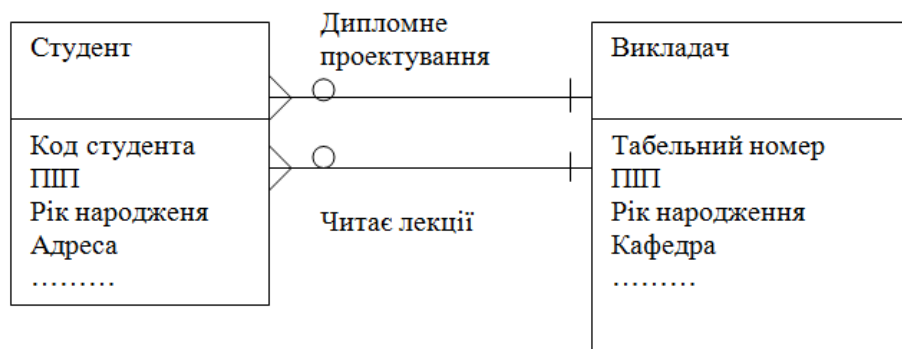 Студент
Дипломне
проектування
Викладач
Код студента
ПІП
Рік народженя
Адреса
………
Читає лекції
Табельний номер
ПІП
Рік народження
Кафедра
………